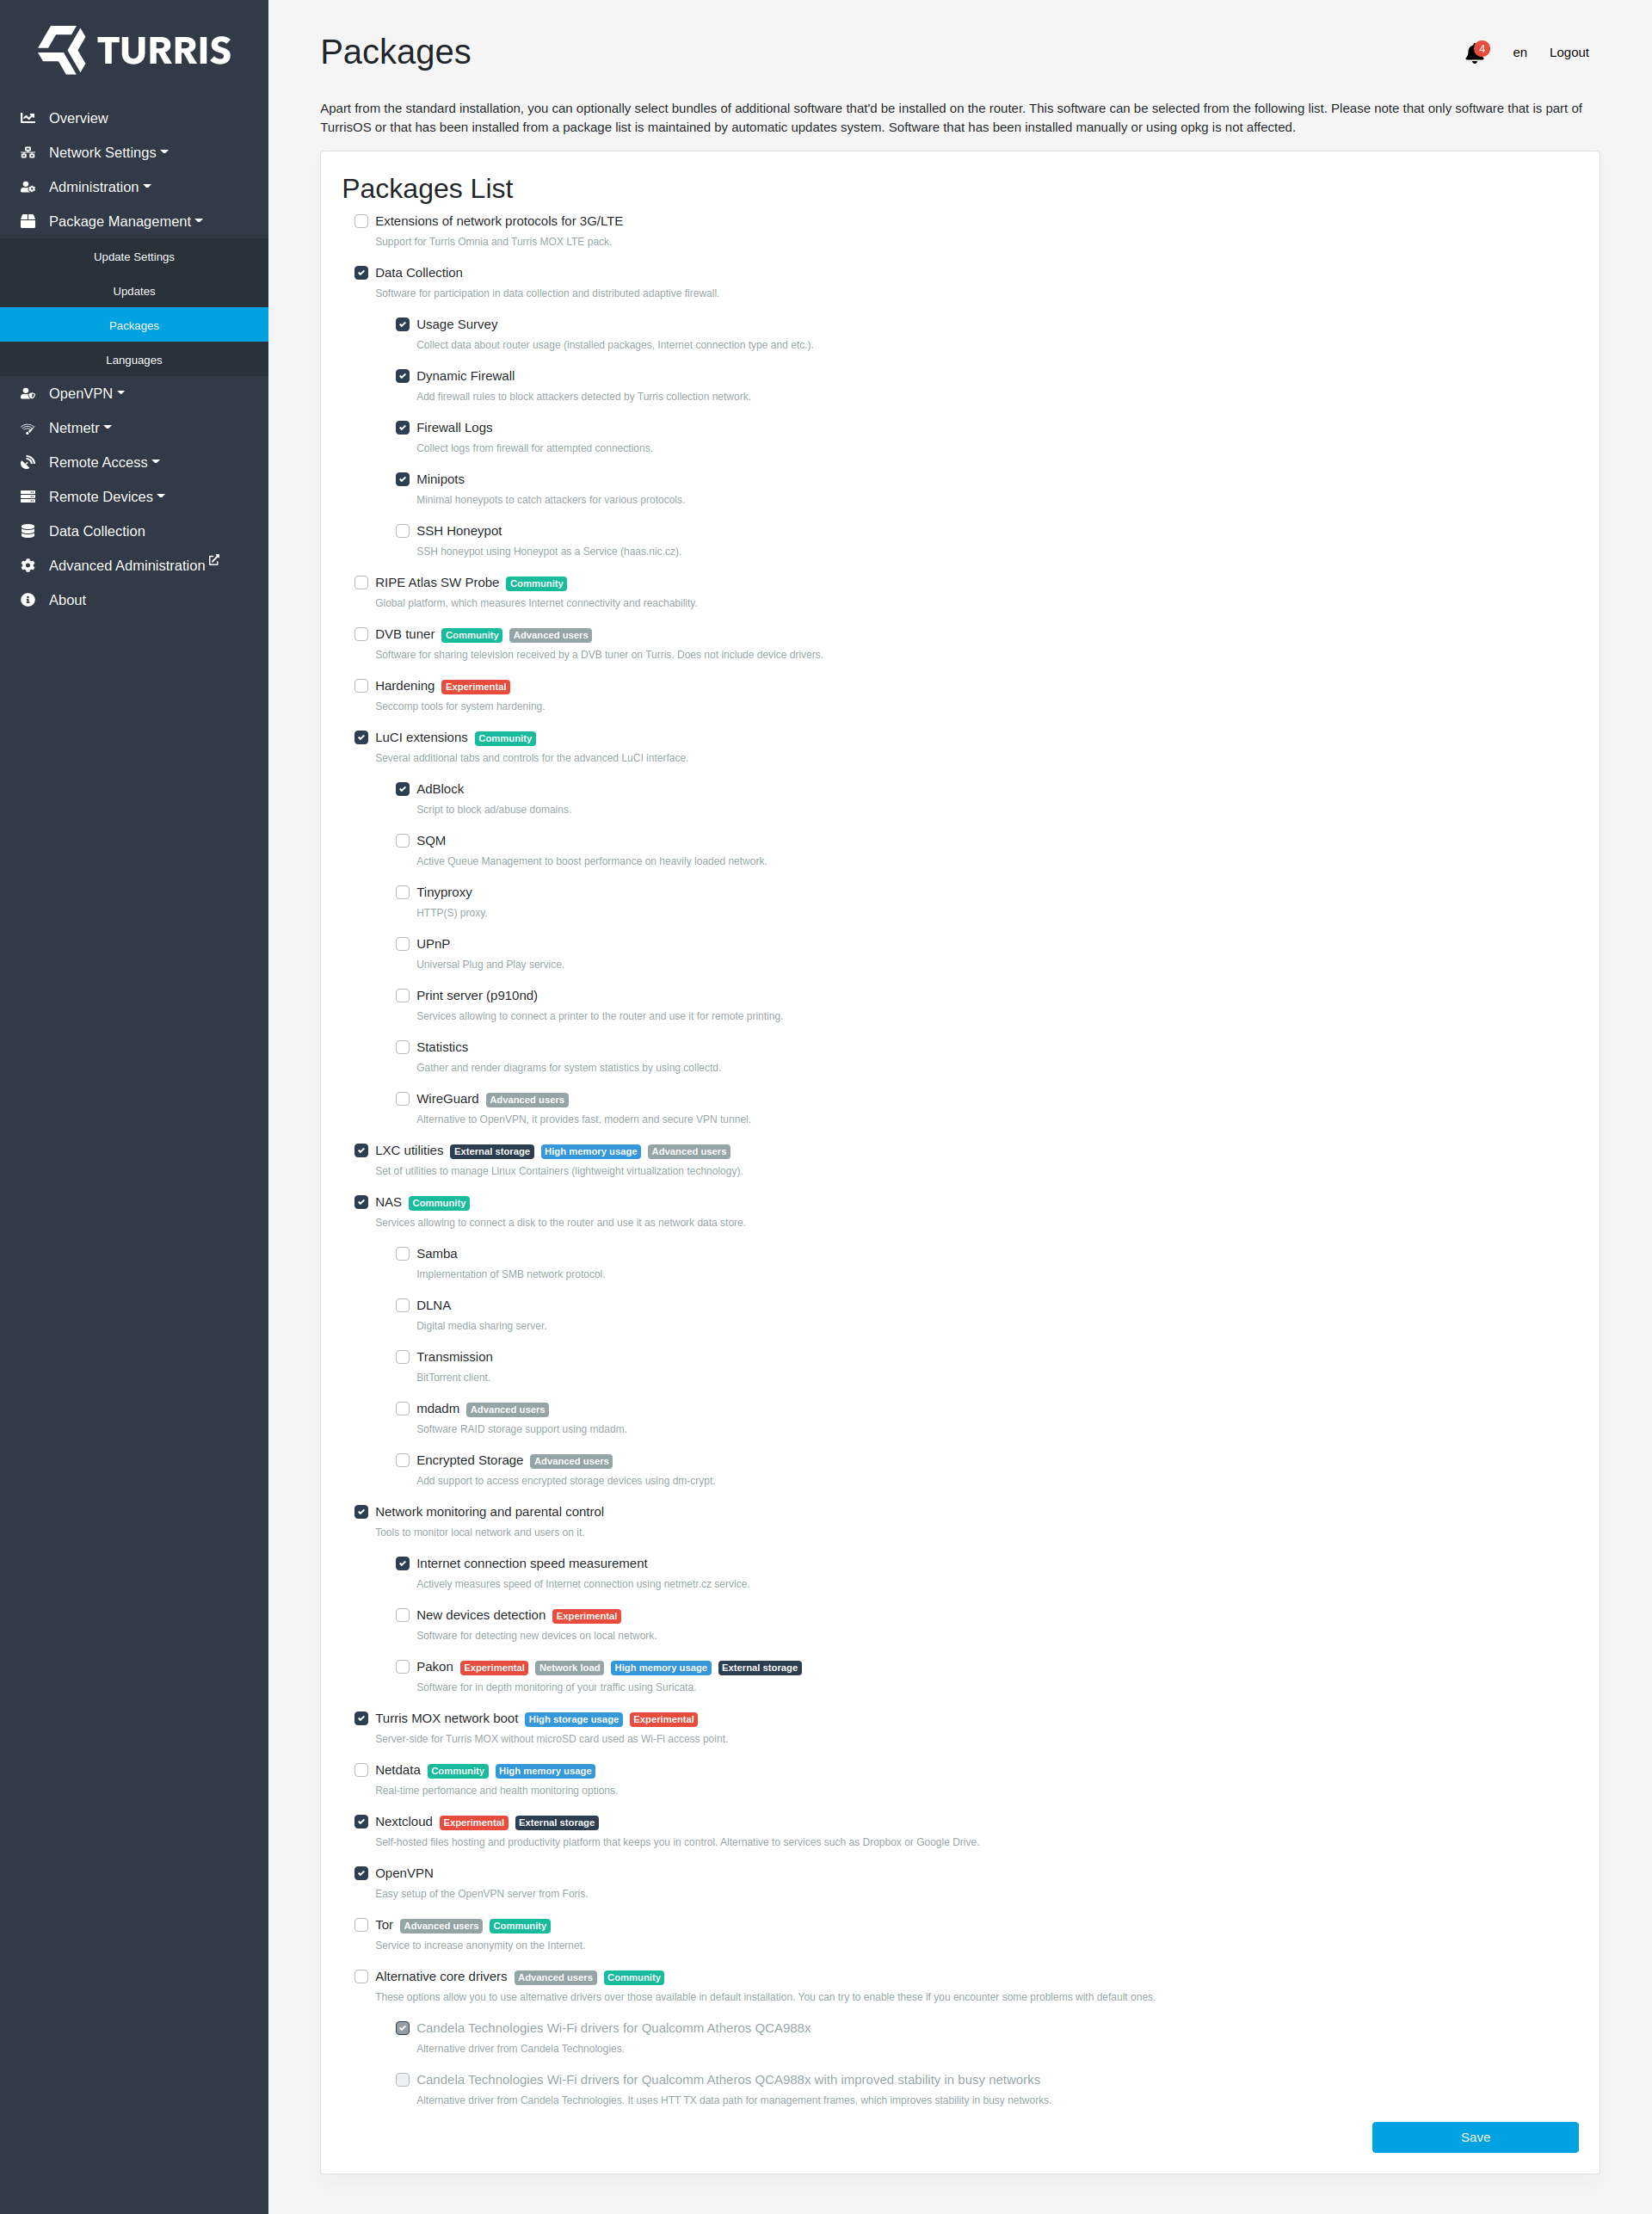 TURRIS
Overview
Network Settings
Administration
Package Management
Update Settings
Updates
Packages
Languages
OpenVPN
Netmetr
Remote Access
Remote Devices
Data Collection
Advanced Administration
About
Packages
4
en
Logout
Apart from the standard installation, you can optionally select bundles of additional software that'd be installed on the router. This software can be selected from the following list. Please note that only software that is part of
TurrisOS or that has been installed from a package list is maintained by automatic updates system. Software that has been installed manually or using opkg is not affected.
Packages List
Extensions of network protocols for 3G/LTE
Support for Turris Omnia and Turris MOX LTE pack.
Data Collection
Software for participation in data collection and distributed adaptive firewall.
Usage Survey
Collect data about router usage (installed packages, Internet connection type and etc.).
Dynamic Firewall
Add firewall rules to block attackers detected by Turris collection network.
Firewall Logs
Collect logs from firewall for attempted connections.
Minipots
Minimal honeypots to catch attackers for various protocols.
SSH Honeypot
SSH honeypot using Honeypot as a Service (haas.nic.cz).
RIPE Atlas SW Probe Community
Global platform, which measures Internet connectivity and reachability.
DVB tuner Community Advanced users
Software for sharing television received by a DVB tuner on Turris. Does not include device drivers.
Hardening Experimental
Seccomp tools for system hardening.
LuCI extensions Community
Several additional tabs and controls for the advanced LuCI interface.
AdBlock
Script to block ad/abuse domains.
SQM
Active Queue Management to boost performance on heavily loaded network.
Tinyproxy
HTTP(S) proxy.
UPnP
Universal Plug and Play service.
Print server (p910nd)
Services allowing to connect a printer to the router and use it for remote printing.
Statistics
Gather and render diagrams for system statistics by using collectd.
WireGuard Advanced users
Alternative to OpenVPN, it provides fast, modern and secure VPN tunnel.
LXC utilities External storage High memory usage Advanced users
Set of utilities to manage Linux Containers (lightweight virtualization technology).
NAS Community
Services allowing to connect a disk to the router and use it as network data store.
Samba
Implementation of SMB network protocol.
DLNA
Digital media sharing server.
Transmission
BitTorrent client.
mdadm Advanced users
Software RAID storage support using mdadm.
Encrypted Storage Advanced users
Add support to access encrypted storage devices using dm-crypt.
Network monitoring and parental control
Tools to monitor local network and users on it.
Internet connection speed measurement
Actively measures speed of Internet connection using netmetr.cz service.
New devices detection Experimental
Software for detecting new devices on local network.
Pakon Experimental Network load High memory usage External storage
Software for in depth monitoring of your traffic using Suricata.
Turris MOX network boot High storage usage Experimental
Server-side for Turris MOX without microSD card used as Wi-Fi access point.
Netdata Community High memory usage
Real-time perfomance and health monitoring options.
Nextcloud Experimental External storage
Self-hosted files hosting and productivity platform that keeps you in control. Alternative to services such as Dropbox or Google Drive.
OpenVPN
Easy setup of the OpenVPN server from Foris.
Tor Advanced users Community
Service to increase anonymity on the Internet.
Alternative core drivers Advanced users Community
These options allow you to use alternative drivers over those available in default installation. You can try to enable these if you encounter some problems with default ones.
Candela Technologies Wi-Fi drivers for Qualcomm Atheros QCA988x
Alternative driver from Candela Technologies.
Candela Technologies Wi-Fi drivers for Qualcomm Atheros QCA988x with improved stability in busy networks
Alternative driver from Candela Technologies. It uses HTT TX data path for management frames, which improves stability in busy networks.
Save